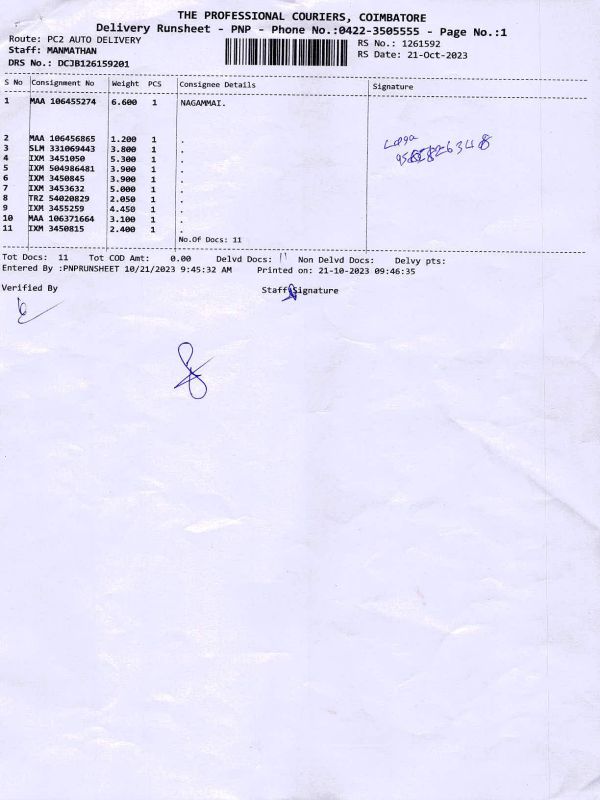 THE PROFESSIONAL COURIERS, COIMBATORE
Delivery Runsheet - PNP - Phone No.:0422-3505555 - Page No.:1
Route: PC2 AUTO DELIVERY RS No.: 1261592
Staff: MANMATHAN RS Date: 21-Oct-2023
DRS No.: DCJB126159201
S No Consignment No Weight PCS Consignee Details Signature
1 MAA 106455274 6.600 1 NAGAMMAI.
2 MAA 106456865 1.200 1 .
3 SLM 331069443 3.800 1 .
4 IXM 3451050 5.300 1 .
5 IXM 504986481 3.900 1 .
6 IXM 3450845 3.900 1 .
7 IXM 3453632 5.000 1 .
8 TRZ 54020829 2.050 1 .
9 IXM 3455259 4.450 1 .
10 MAA 106371664 3.100 1 .
11 IXM 3450815 2.400 1 .
No.Of Docs: 11
Tot Docs: 11 Tot COD Amt: 0.00 Delvd Docs: 11 Non Delvd Docs: Delvy pts:
Entered By :PNPRUNSHEET 10/21/2023 9:45:32 AM Printed on: 21-10-2023 09:46:35
Verified By Staff Signature